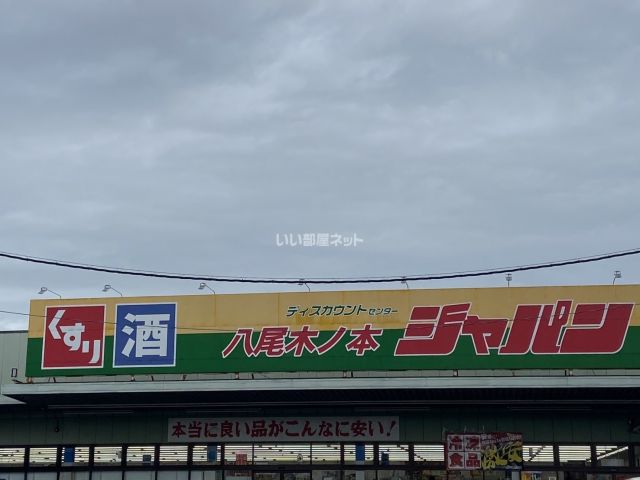 いい部屋ネット
ディスカウントセンター
くすり 酒 八尾木ノ本 ジャパン
本当に良い品がこんなに安い!
冷凍
食品